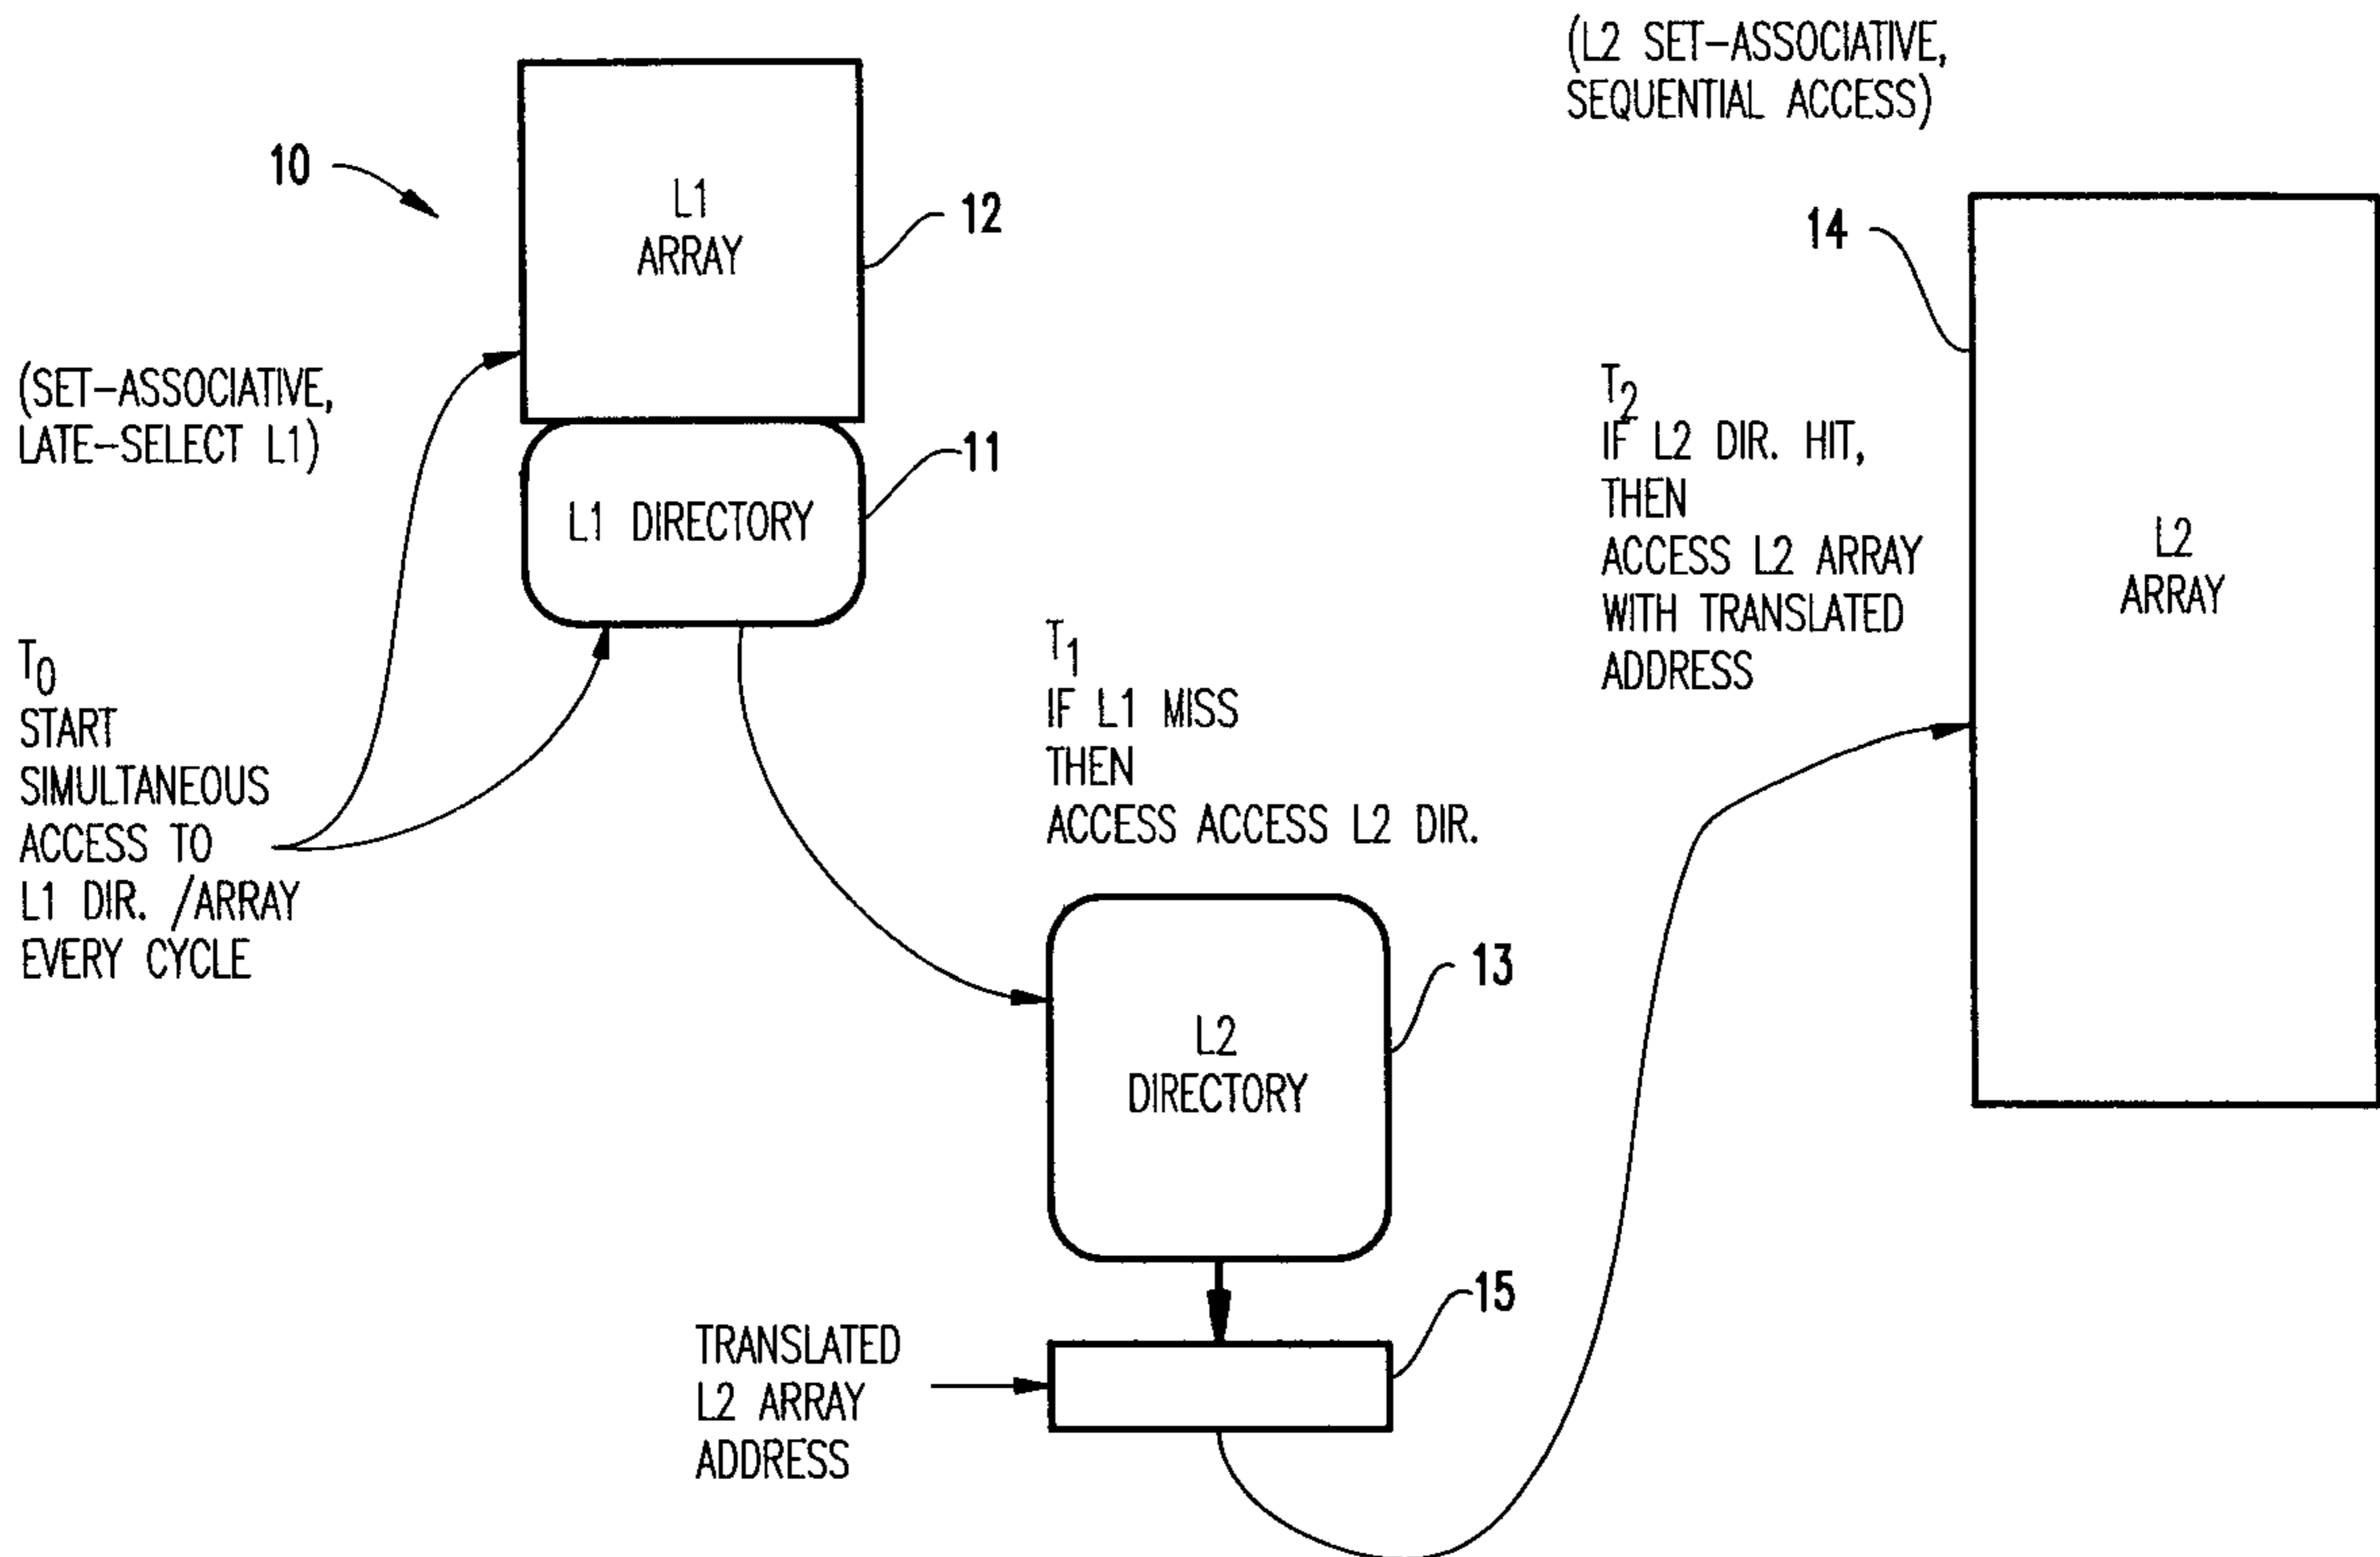 (L2 SET-ASSOCIATIVE,
SEQUENTIAL ACCESS)
10
L1
ARRAY
12
14
(SET-ASSOCIATIVE,
LATE-SELECT L1)
11
L1 DIRECTORY
T2
IF L2 DIR. HIT,
THEN
ACCESS L2 ARRAY
WITH TRANSLATED
ADDRESS
L2
ARRAY
T0
START
SIMULTANEOUS
ACCESS TO
L1 DIR. /ARRAY
EVERY CYCLE
T1
IF L1 MISS
THEN
ACCESS ACCESS L2 DIR.
13
L2
DIRECTORY
15
TRANSLATED
L2 ARRAY
ADDRESS